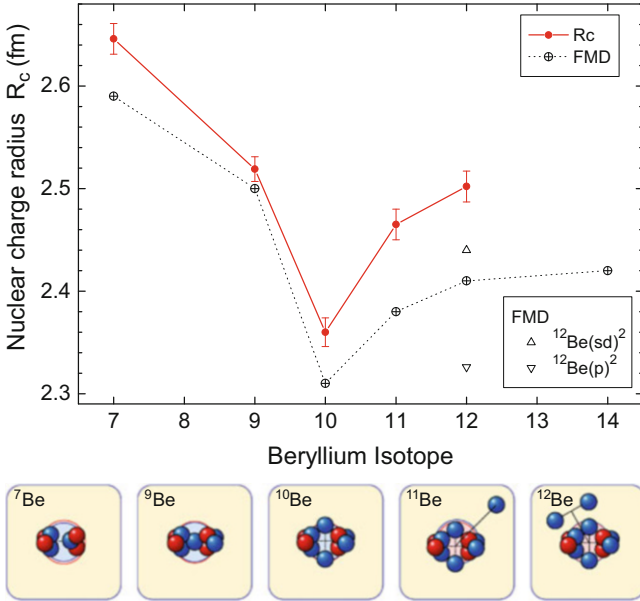 Nuclear charge radius R_c (fm)
2.6
2.5
2.4
2.3
Rc
FMD
FMD
¹²Be(sd)²
¹²Be(p)²
7 8 9 10 11 12 13 14
Beryllium Isotope
⁷Be ⁹Be ¹⁰Be ¹¹Be ¹²Be